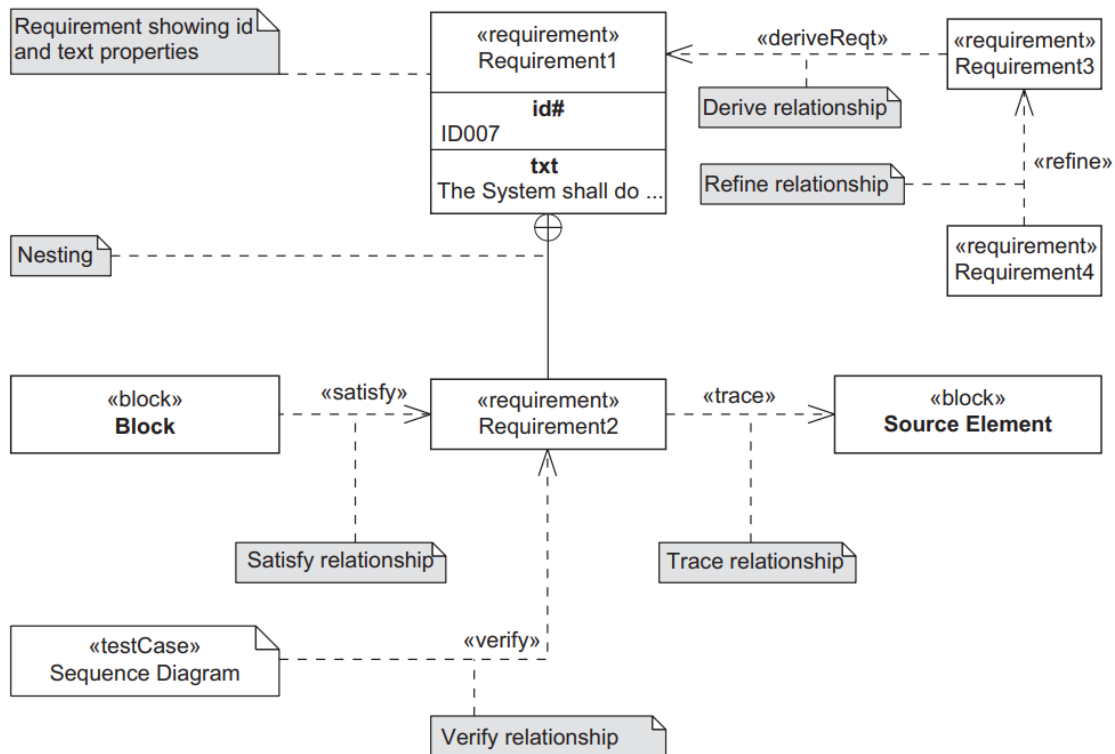 Requirement showing id
and text properties
«requirement»
Requirement1
id#
ID007
txt
The System shall do ...
«deriveReqt»
Derive relationship
«requirement»
Requirement3
Refine relationship
«refine»
«requirement»
Requirement4
Nesting
«block»
Block
«satisfy»
«requirement»
Requirement2
«trace»
«block»
Source Element
Satisfy relationship
Trace relationship
«testCase»
Sequence Diagram
«verify»
Verify relationship